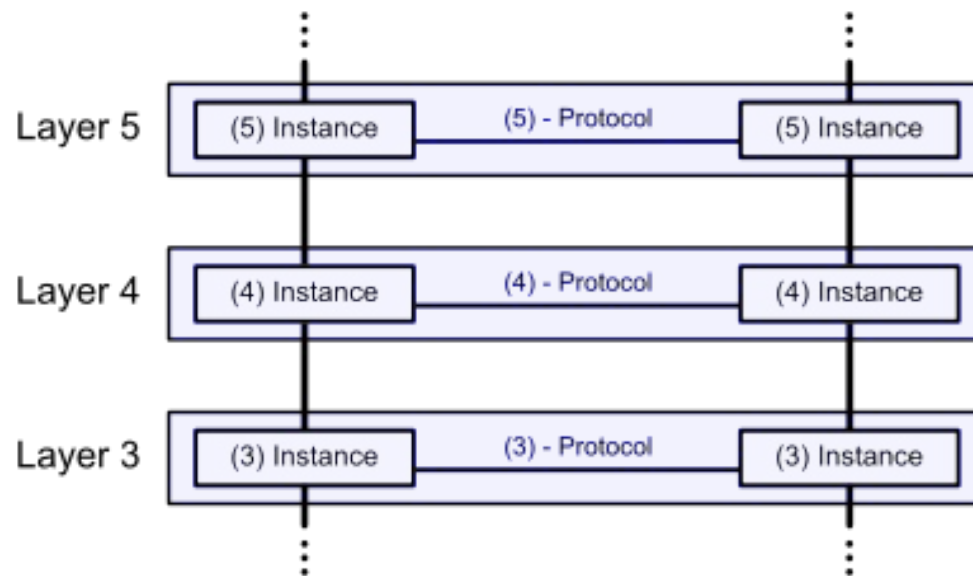 Layer 5 (5) Instance (5) - Protocol (5) Instance
Layer 4 (4) Instance (4) - Protocol (4) Instance
Layer 3 (3) Instance (3) - Protocol (3) Instance